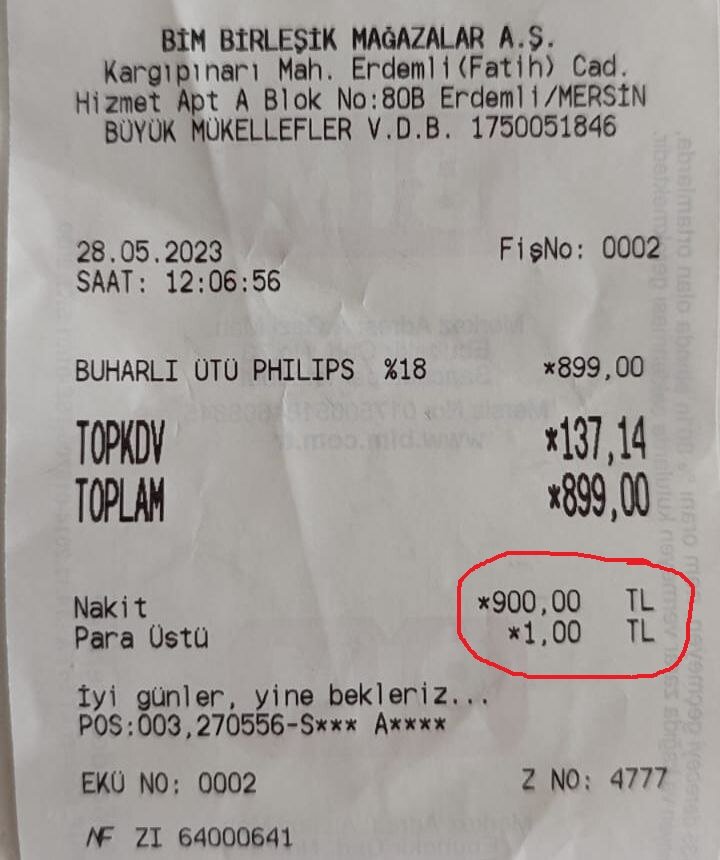 BİM BİRLEŞİK MAĞAZALAR A.Ş.
Kargıpınarı Mah. Erdemli(Fatih) Cad.
Hizmet Apt A Blok No:80B Erdemli/MERSİN
BÜYÜK MÜKELLEFLER V.D.B. 1750051846
28.05.2023 FişNo: 0002
SAAT: 12:06:56
BUHARLI ÜTÜ PHILIPS %18 *899,00
TOPKDV *137,14
TOPLAM *899,00
Nakit *900,00 TL
Para Üstü *1,00 TL
İyi günler, yine bekleriz...
POS:003,270556-S*** A****
EKÜ NO: 0002 Z NO: 4777
NF ZI 64000641